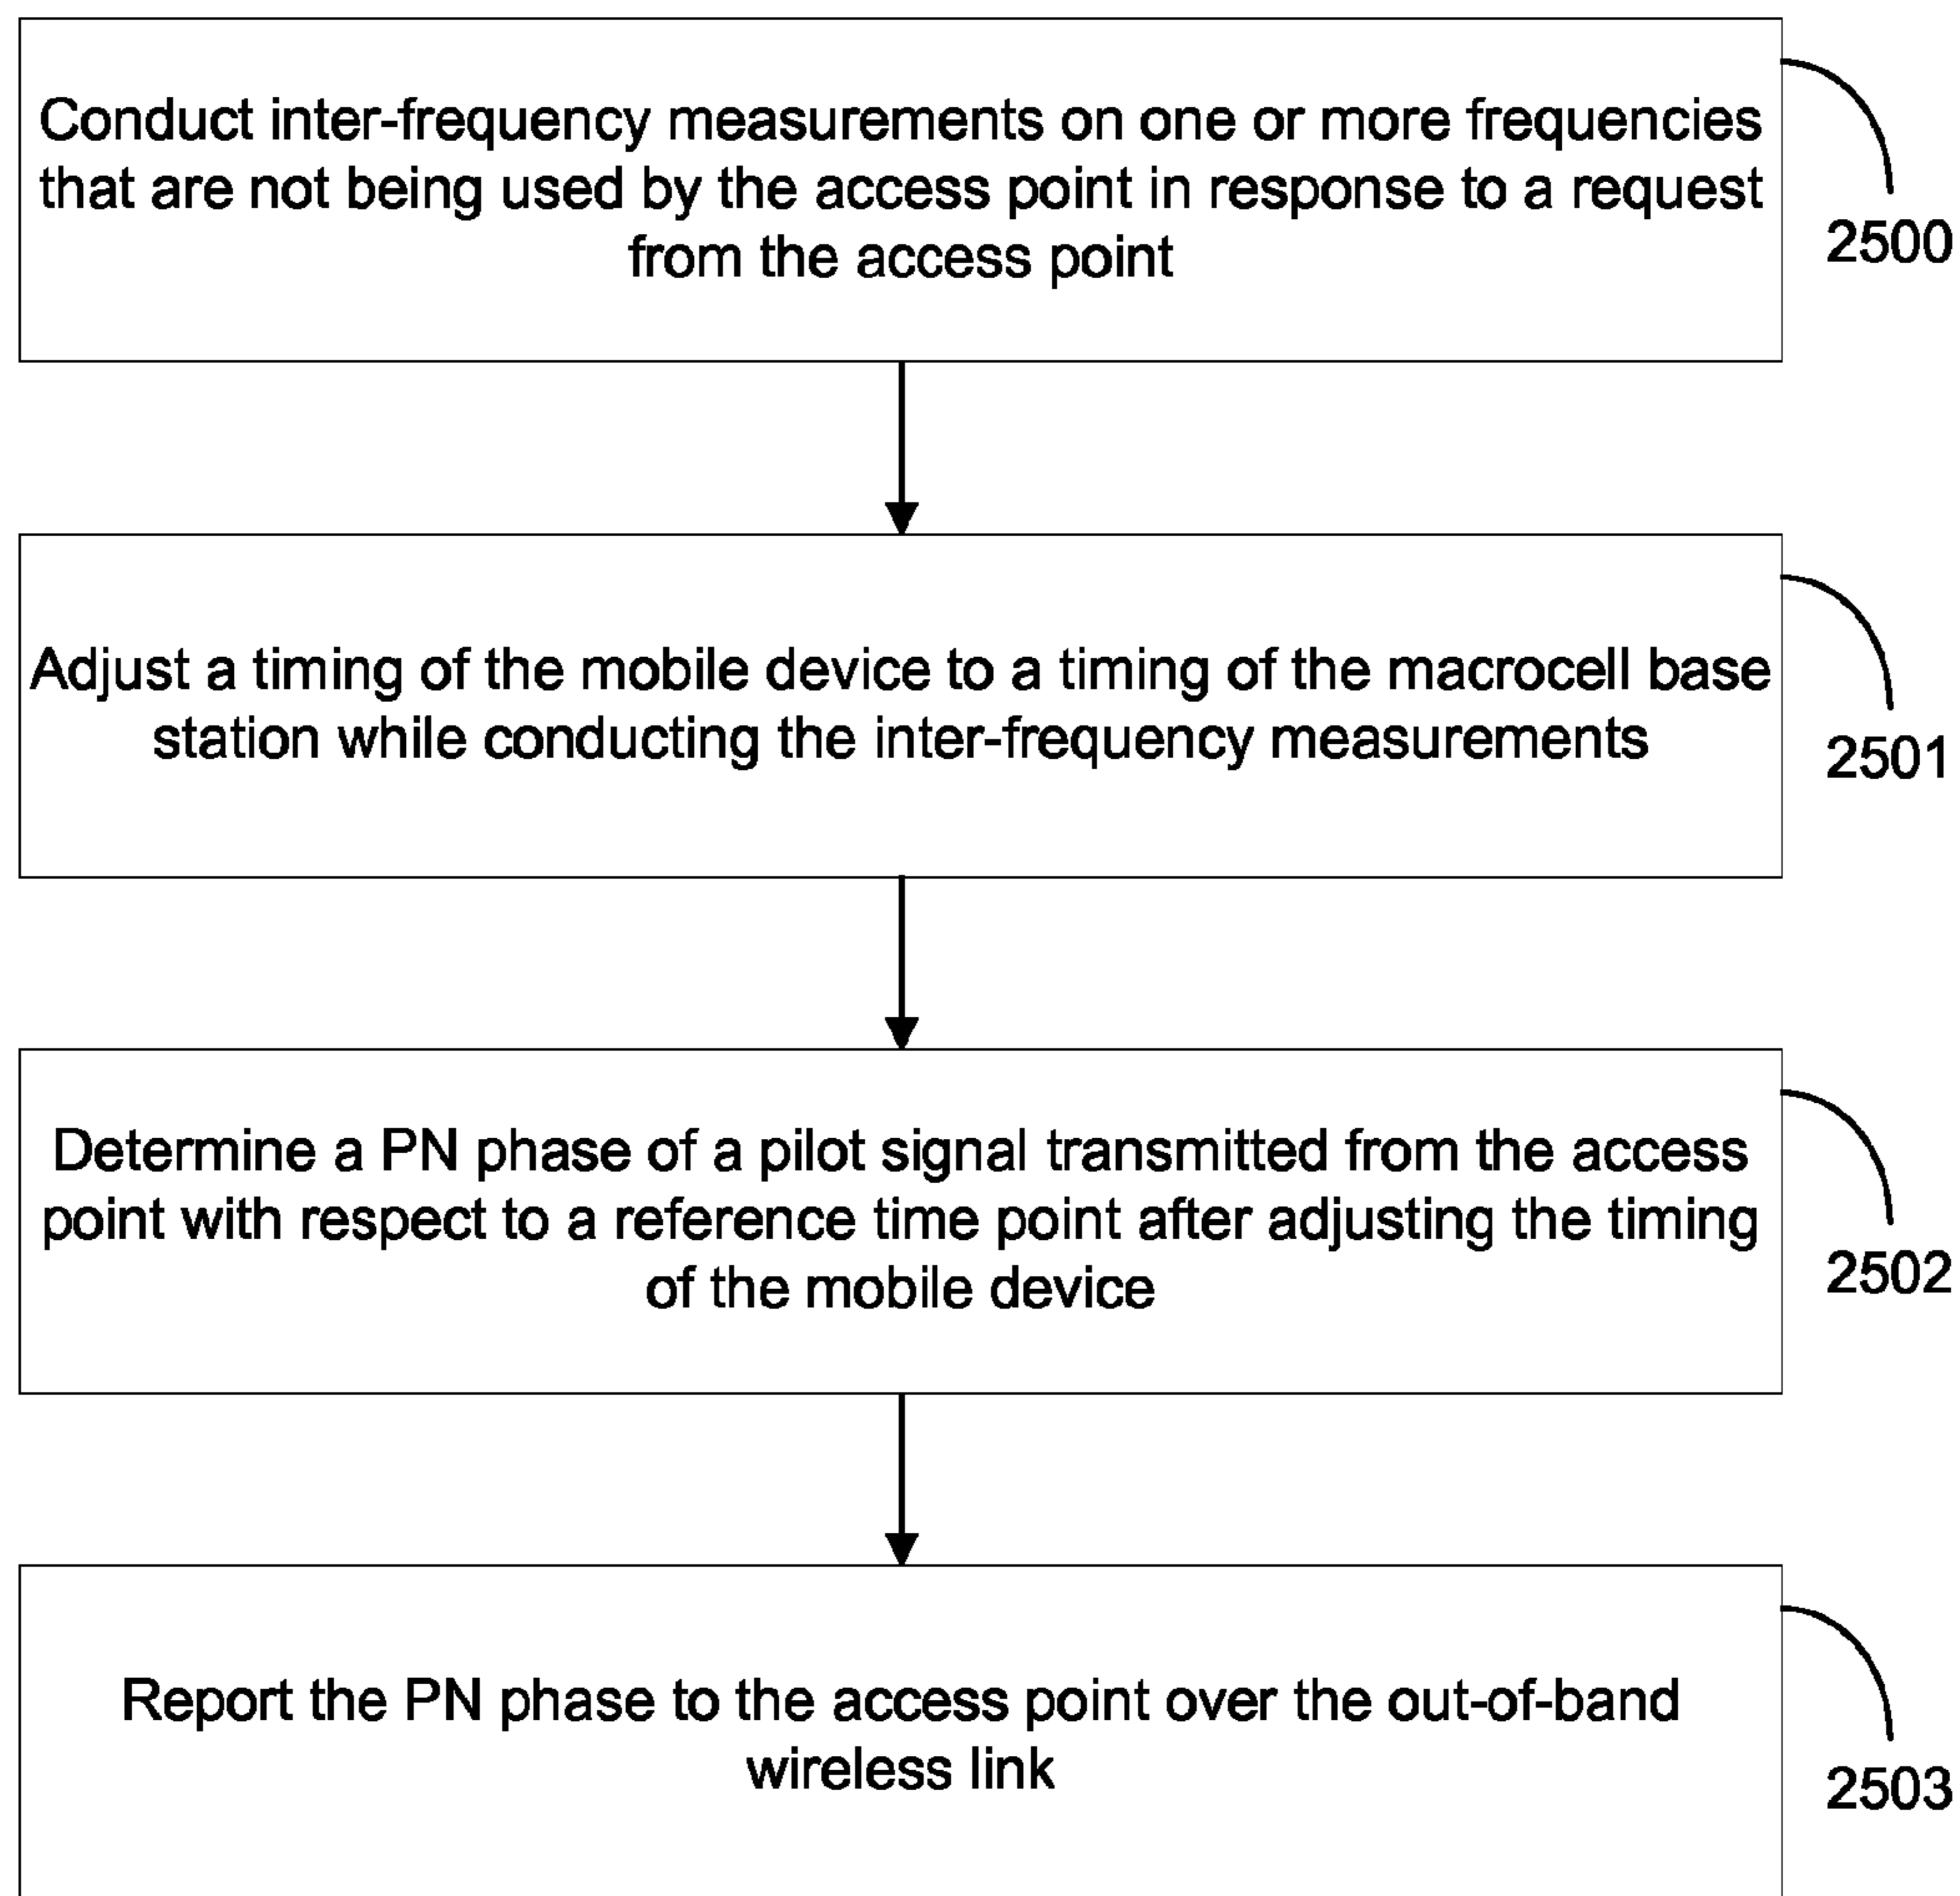 Conduct inter-frequency measurements on one or more frequencies
that are not being used by the access point in response to a request
from the access point
2500
Adjust a timing of the mobile device to a timing of the macrocell base
station while conducting the inter-frequency measurements
2501
Determine a PN phase of a pilot signal transmitted from the access
point with respect to a reference time point after adjusting the timing
of the mobile device
2502
Report the PN phase to the access point over the out-of-band
wireless link
2503